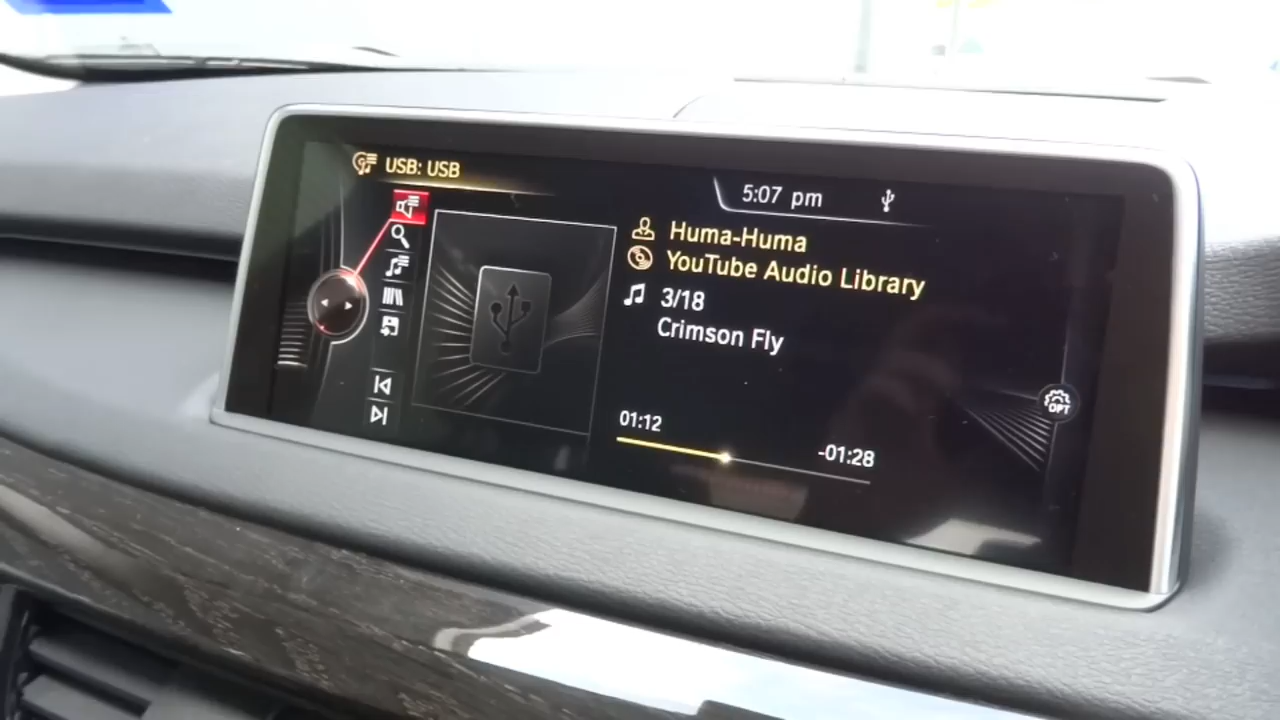 USB: USB
5:07 pm
Huma-Huma
YouTube Audio Library
3/18
Crimson Fly
01:12
-01:28
OPT